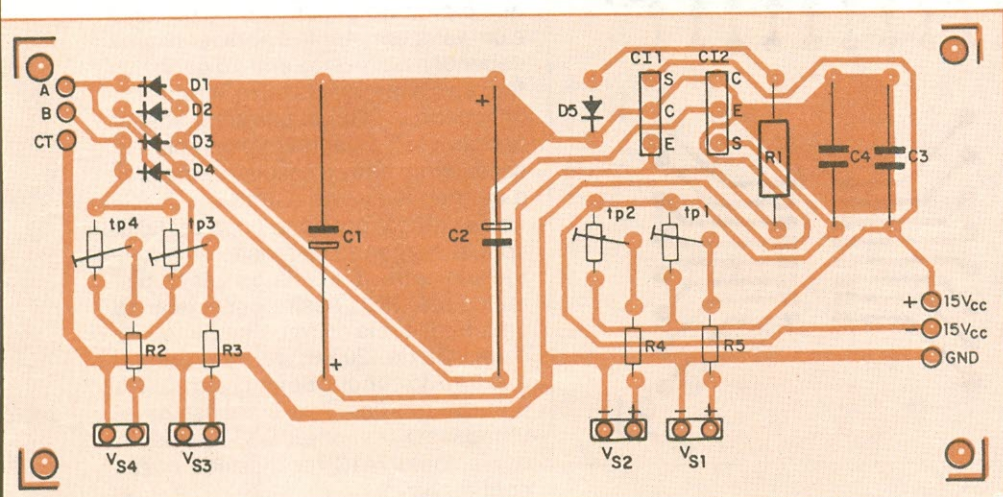 A
B
CT
D1
D2
D3
D4
tp4
tp3
R2
R3
VS4
VS3
C1
+
+
C2
D5
CI1
CI2
S
C
E
C
E
S
R1
C4
C3
tp2
tp1
R4
R5
- +
- +
VS2
VS1
+ 15Vcc
- 15Vcc
GND